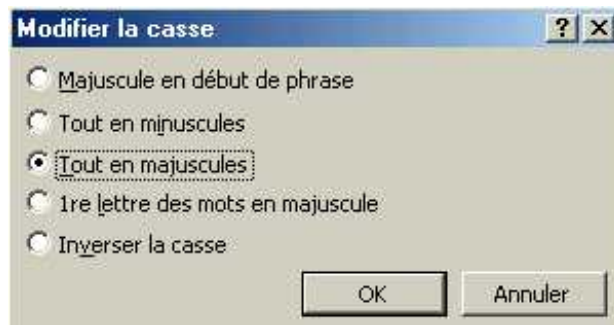 Modifier la casse
Majuscule en début de phrase
Tout en minuscules
Tout en majuscules
1re lettre des mots en majuscule
Inverser la casse
OK Annuler